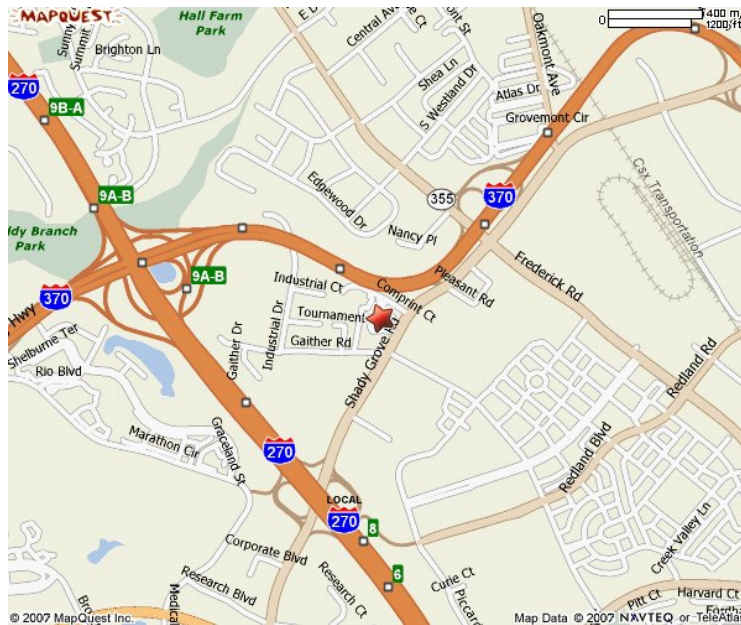 MAPQUEST
Hall Farm
Park
400 m
0
1200 ft
Sunny
Summit
Brighton Ln
Central Ave
Oakmont Ave
270
Shea Ln
S Westland Dr
Atlas Dr
9B-A
Grovemont Cir
Edgewood Dr
355
370
Csx Transportation
9A-B
Nancy Pl
Park
Frederick Rd
Pleasant Rd
9A-B
Industrial Ct
Comprint Ct
370
Hwy
Tournament
Gaither Rd
Gaither Dr
Industrial Dr
Shady Grove Rd
Shelburne Ter
Rio Blvd
Redland Rd
Marathon Cir
Graceland St
270
Redland Blvd
LOCAL
270
8
Corporate Blvd
6
Creek Valley Ln
Research Blvd
Research Ct
Curie Ct
Medical
Piccard
Pitt Ct
Harvard Ct
© 2007 MapQuest Inc.
Map Data © 2007 NAVTEQ or TeleAtlas